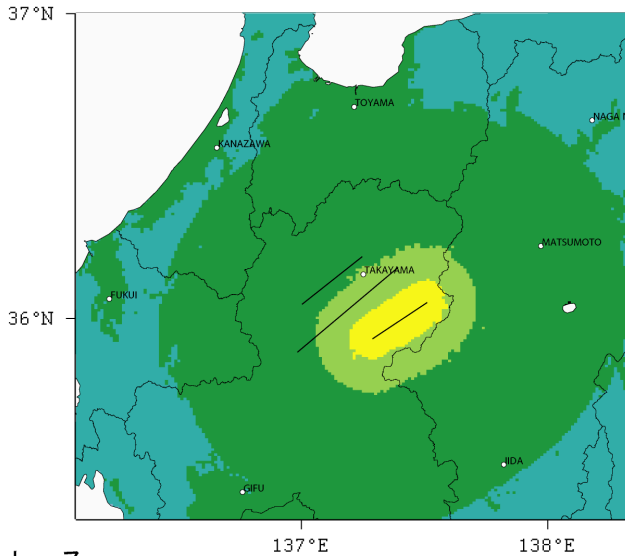 37°N
TOYAMA
NAGA N
KANAZAWA
MATSUMOTO
TAKAYAMA
FUKUI
36°N
IIDA
GIFU
137°E
138°E